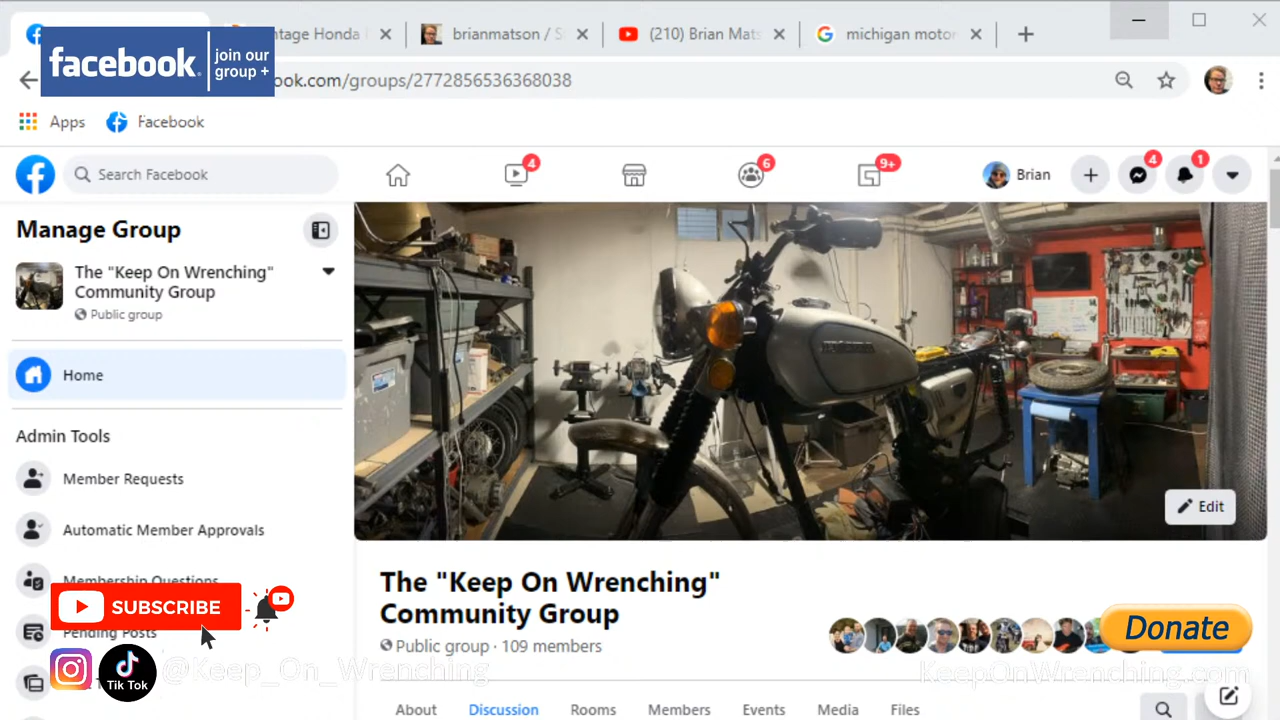 ntage Honda
brianmatson / S
(210) Brian Mats
michigan motor
facebook
join our
group +
ook.com/groups/2772856536368038
Apps
Facebook
Search Facebook
4
6
9+
Brian
4
1
Manage Group
The "Keep On Wrenching"
Community Group
Public group
Home
Admin Tools
Member Requests
Automatic Member Approvals
Membership Questions
SUBSCRIBE
Pending Posts
Tik Tok
@Keep_On_Wrenching
Edit
The "Keep On Wrenching"
Community Group
Public group · 109 members
Donate
KeepOnWrenching.com
About Discussion Rooms Members Events Media Files